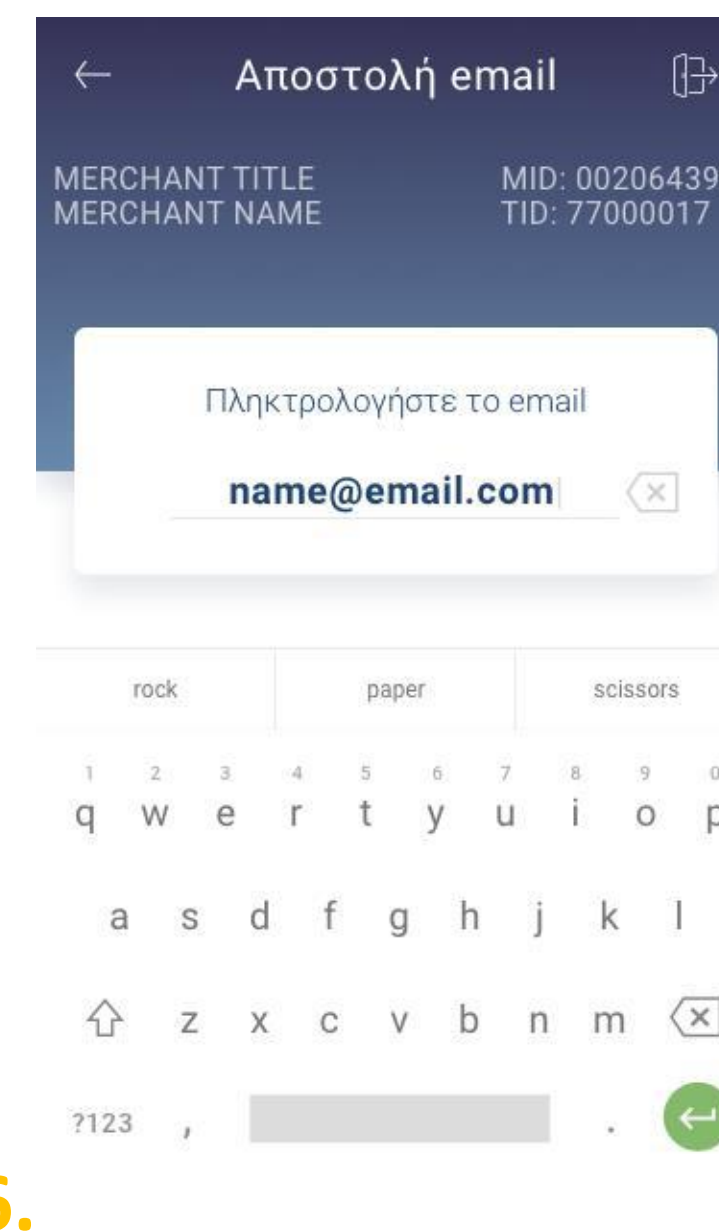 Αποστολή email
MERCHANT TITLE MID: 00206439
MERCHANT NAME TID: 77000017
Πληκτρολογήστε το email
name@email.com
rock paper scissors
1 2 3 4 5 6 7 8 9 0
q w e r t y u i o p
a s d f g h j k l
z x c v b n m
?123 , .